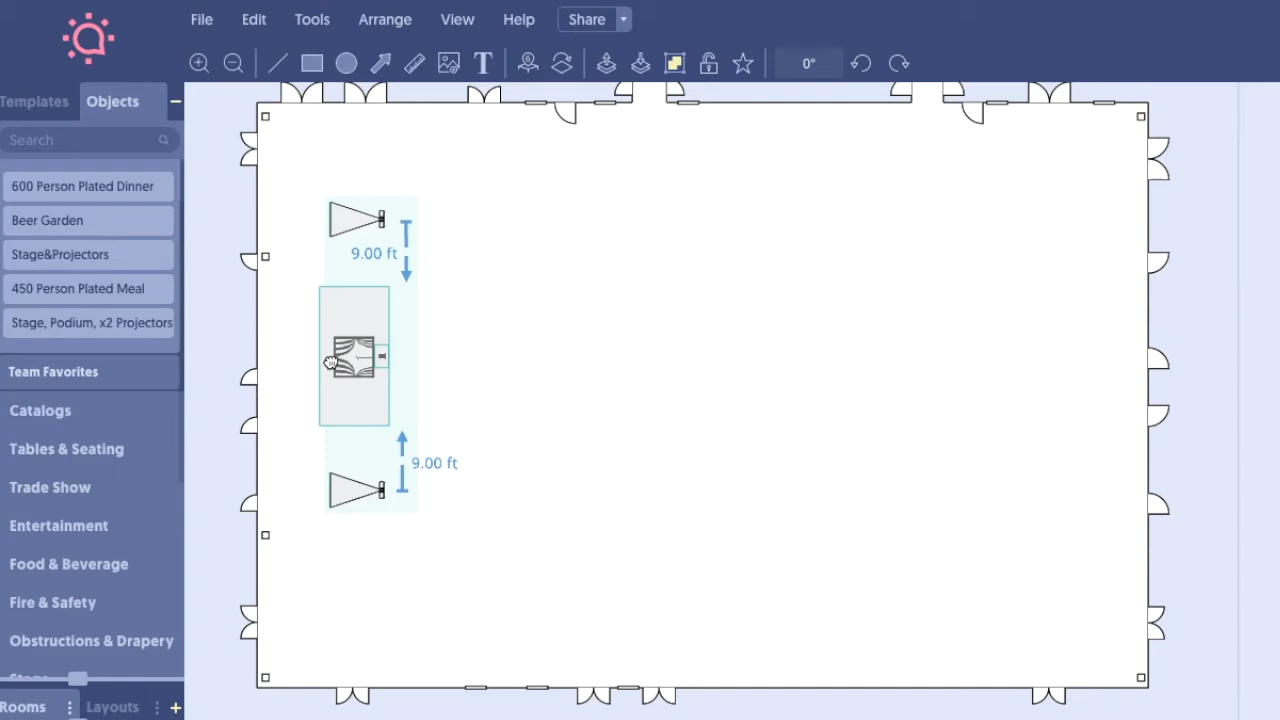 File Edit Tools Arrange View Help Share
T 0°
Templates Objects
Search
600 Person Plated Dinner
Beer Garden
Stage&Projectors
450 Person Plated Meal
Stage, Podium, x2 Projectors
Team Favorites
Catalogs
Tables & Seating
Trade Show
Entertainment
Food & Beverage
Fire & Safety
Obstructions & Drapery
Rooms Layouts
9.00 ft
9.00 ft